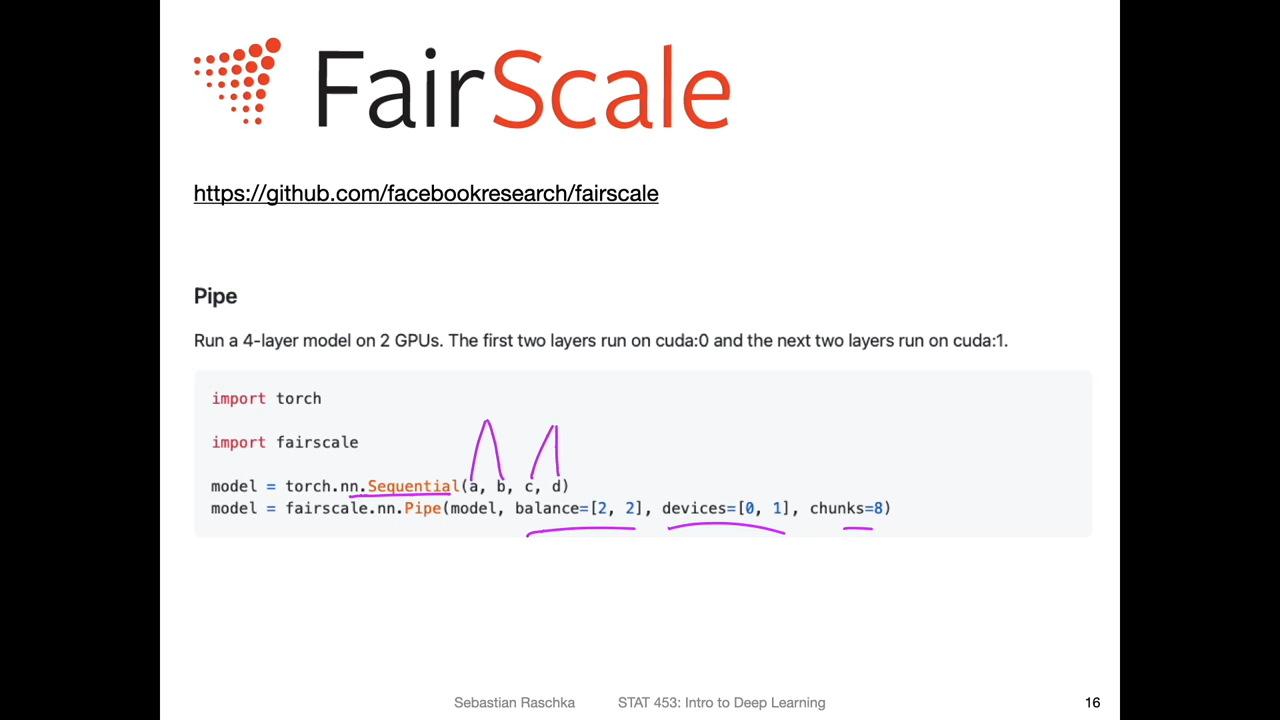 FairScale
https://github.com/facebookresearch/fairscale
Pipe
Run a 4-layer model on 2 GPUs. The first two layers run on cuda:0 and the next two layers run on cuda:1.
import torch
import fairscale
model = torch.nn.Sequential(a, b, c, d)
model = fairscale.nn.Pipe(model, balance=[2, 2], devices=[0, 1], chunks=8)
Sebastian Raschka STAT 453: Intro to Deep Learning 16